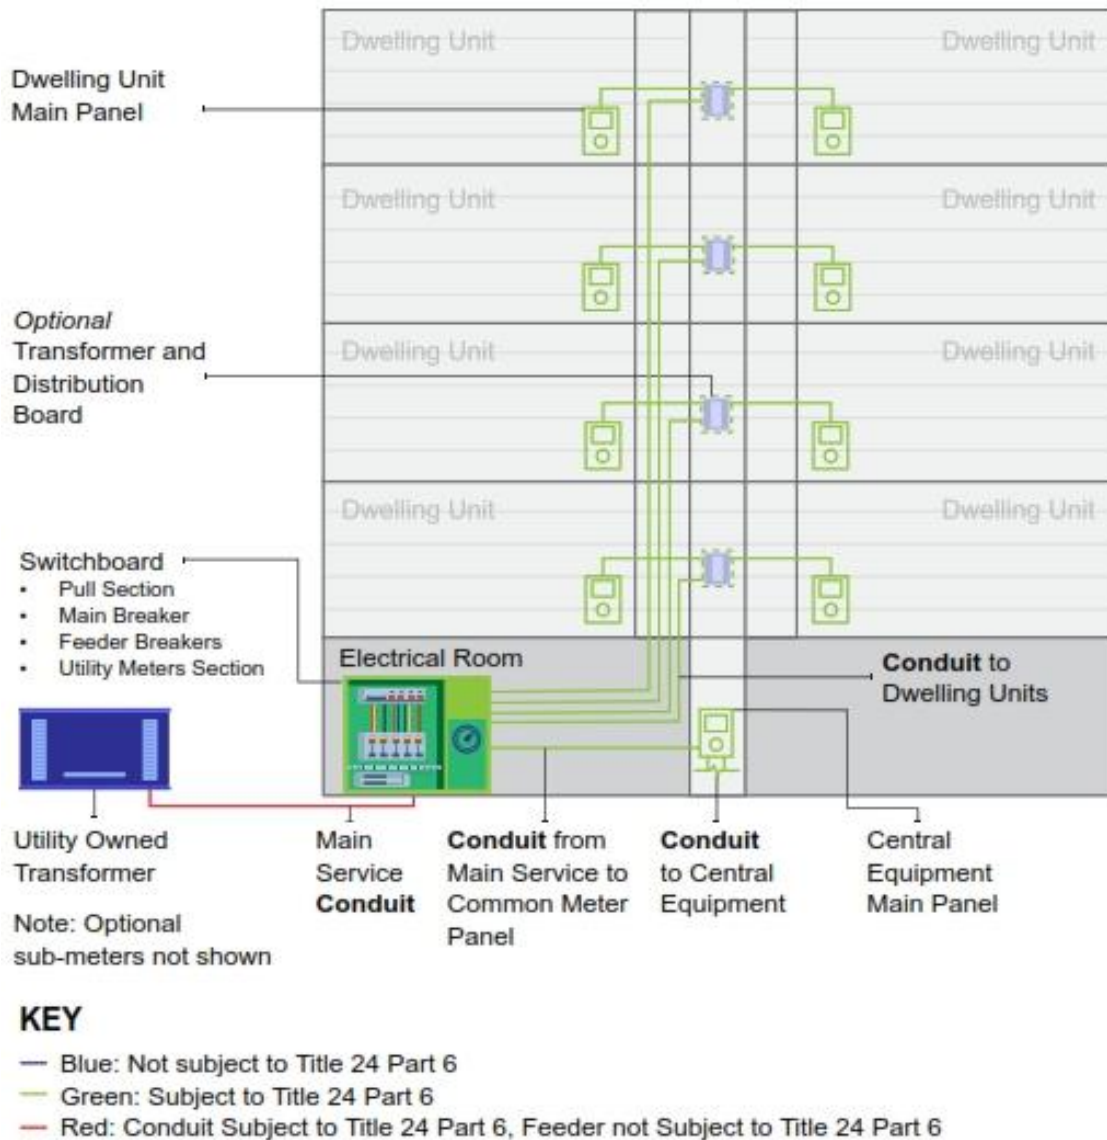 Dwelling Unit
Dwelling Unit
Dwelling Unit
Main Panel
Dwelling Unit
Dwelling Unit
Optional
Transformer and
Distribution
Board
Dwelling Unit
Dwelling Unit
Dwelling Unit
Dwelling Unit
Switchboard
• Pull Section
• Main Breaker
• Feeder Breakers
• Utility Meters Section
Electrical Room
Conduit to
Dwelling Units
Utility Owned
Transformer
Note: Optional
sub-meters not shown
Main
Service
Conduit
Conduit from
Main Service to
Common Meter
Panel
Conduit
to Central
Equipment
Central
Equipment
Main Panel
KEY
Blue: Not subject to Title 24 Part 6
Green: Subject to Title 24 Part 6
Red: Conduit Subject to Title 24 Part 6, Feeder not Subject to Title 24 Part 6